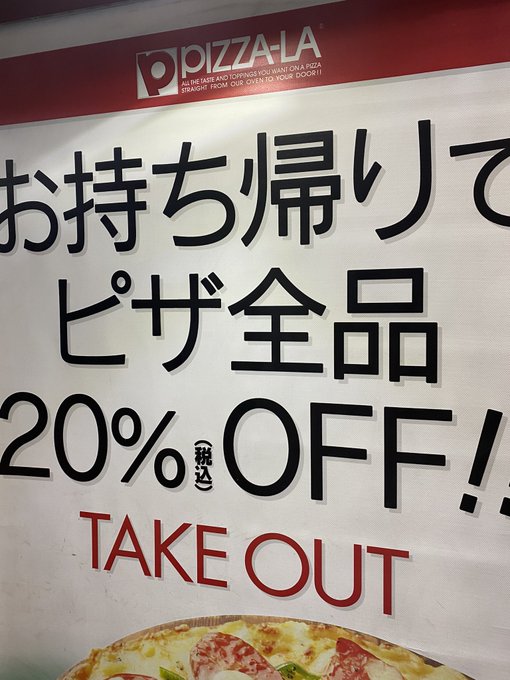 PIZZA-LA
ALL THE TASTE AND TOPPINGS YOU WANT ON A PIZZA
STRAIGHT FROM OUR OVEN TO YOUR DOOR!!
お持ち帰りで
ピザ全品
20%(税込)OFF!!
TAKE OUT